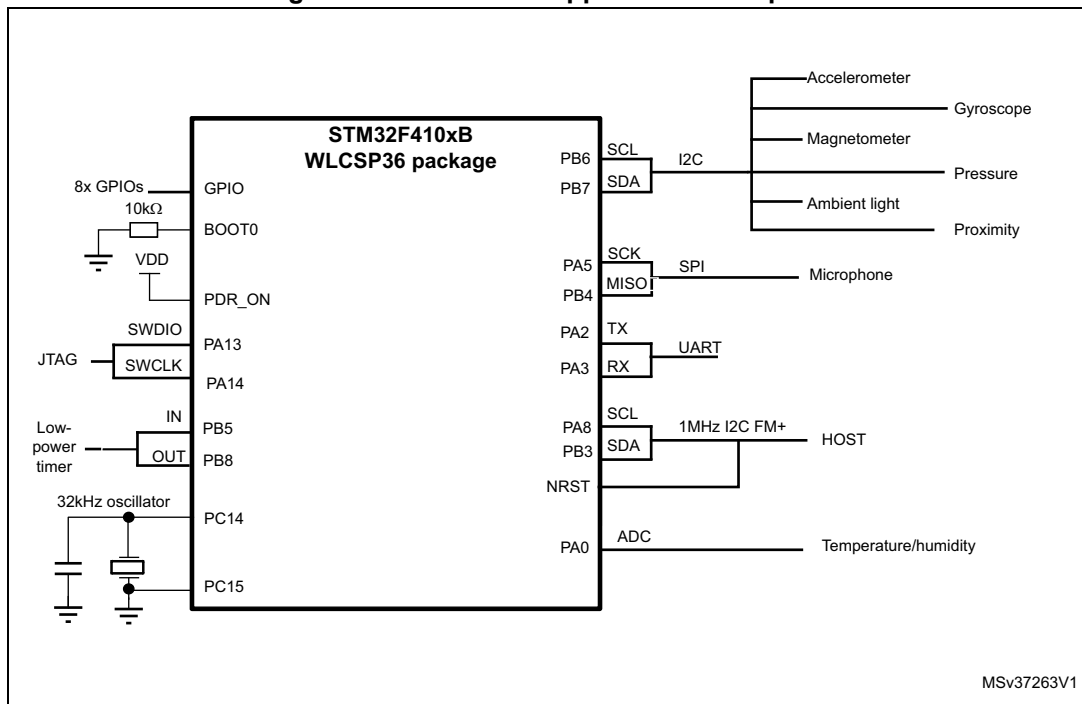 STM32F410xB
WLCSP36 package
8x GPIOs
GPIO
10kΩ
BOOT0
VDD
PDR_ON
SWDIO
PA13
JTAG
SWCLK
PA14
IN
PB5
Low-
power
timer
OUT
PB8
32kHz oscillator
PC14
PC15
PB6
SCL
I2C
PB7
SDA
Accelerometer
Gyroscope
Magnetometer
Pressure
Ambient light
Proximity
PA5
SCK
SPI
Microphone
MISO
PB4
PA2
TX
UART
PA3
RX
PA8
SCL
1MHz I2C FM+
HOST
PB3
SDA
NRST
PA0
ADC
Temperature/humidity
MSv37263V1